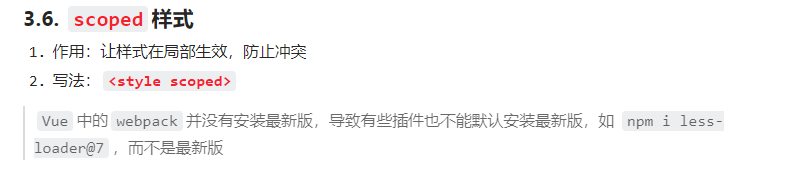 3.6. scoped 样式
1. 作用：让样式在局部生效，防止冲突
2. 写法： <style scoped>
Vue 中的 webpack 并没有安装最新版，导致有些插件也不能默认安装最新版，如 npm i less-
loader@7 ，而不是最新版